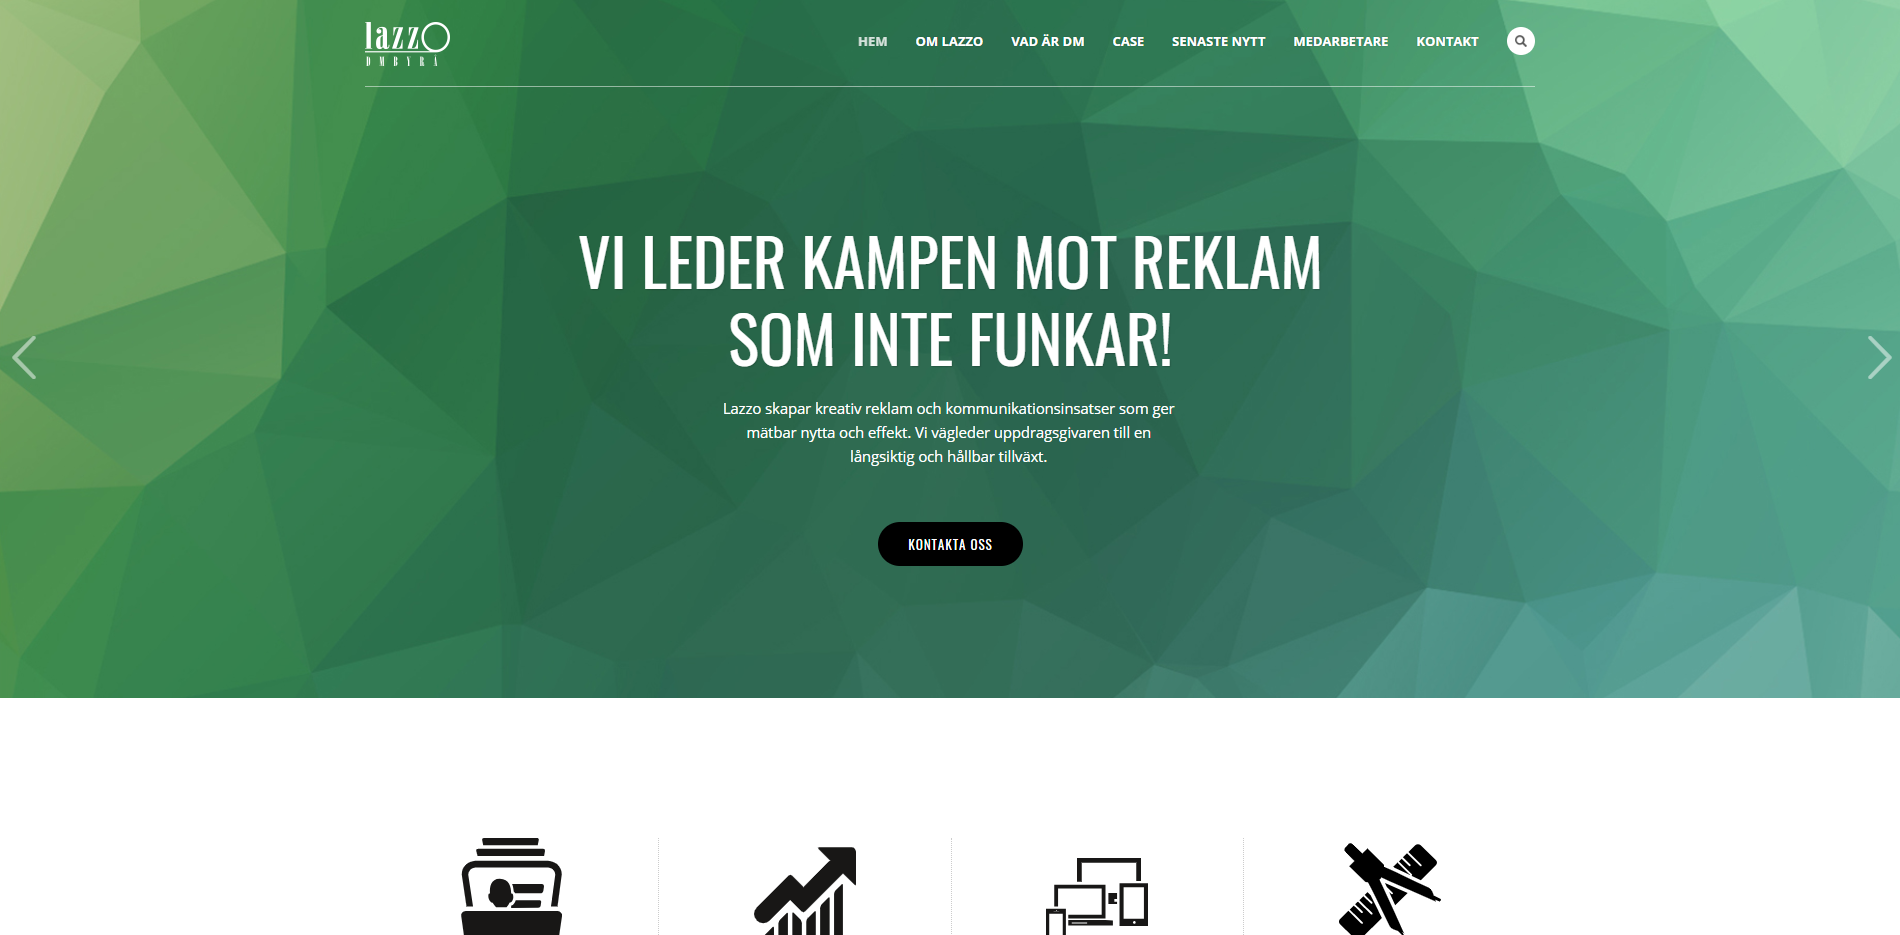 lazzo
DMBYRÅ
HEM
OM LAZZO
VAD ÄR DM
CASE
SENASTE NYTT
MEDARBETARE
KONTAKT
VI LEDER KAMPEN MOT REKLAM
SOM INTE FUNKAR!
Lazzo skapar kreativ reklam och kommunikationsinsatser som ger
mätbar nytta och effekt. Vi vägleder uppdragsgivaren till en
långsiktig och hållbar tillväxt.
KONTAKTA OSS